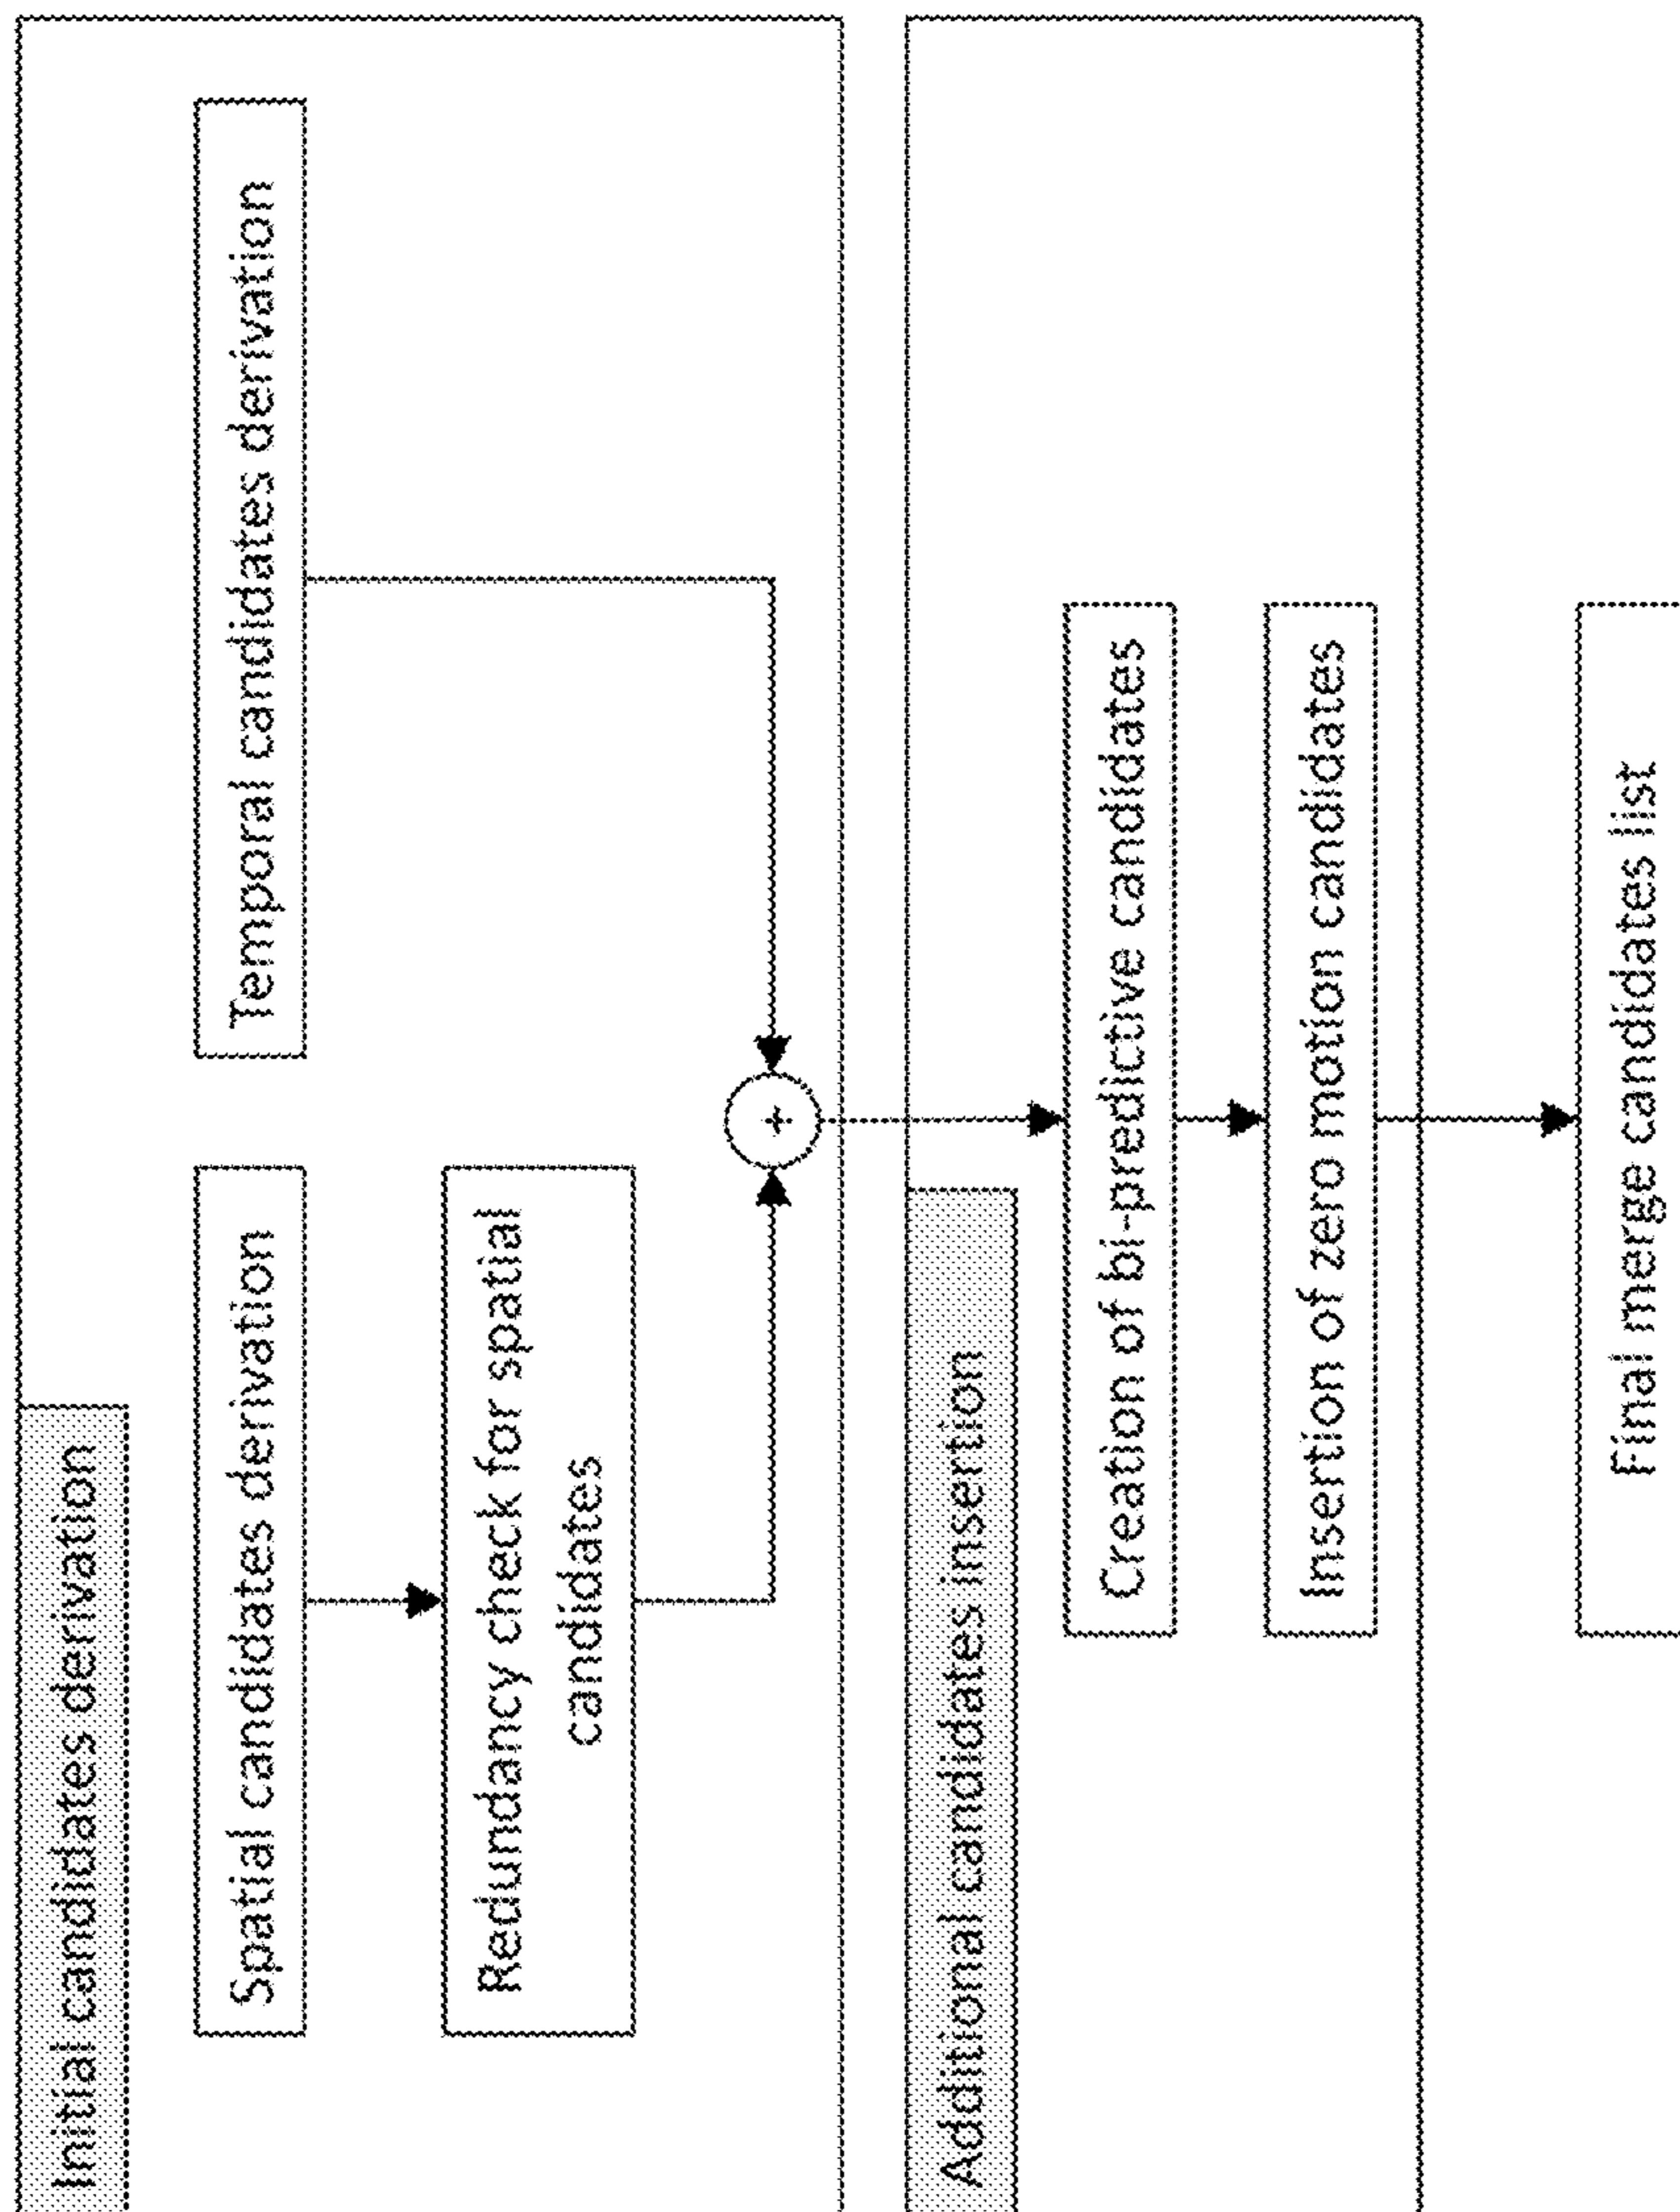 Initial candidates derivation
Spatial candidates derivation
Temporal candidates derivation
Redundancy check for spatial
candidates
+
Additional candidates insertion
Creation of bi-predictive candidates
Insertion of zero motion candidates
Final merge candidates list